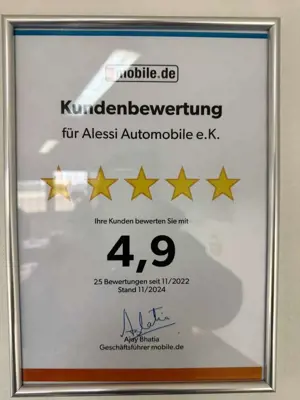 mobile.de
Kundenbewertung
für Alessi Automobile e.K.
Ihre Kunden bewerten Sie mit
4,9
25 Bewertungen seit 11/2022
Stand 11/2024
Ajay Bhatia
Geschäftsführer mobile.de